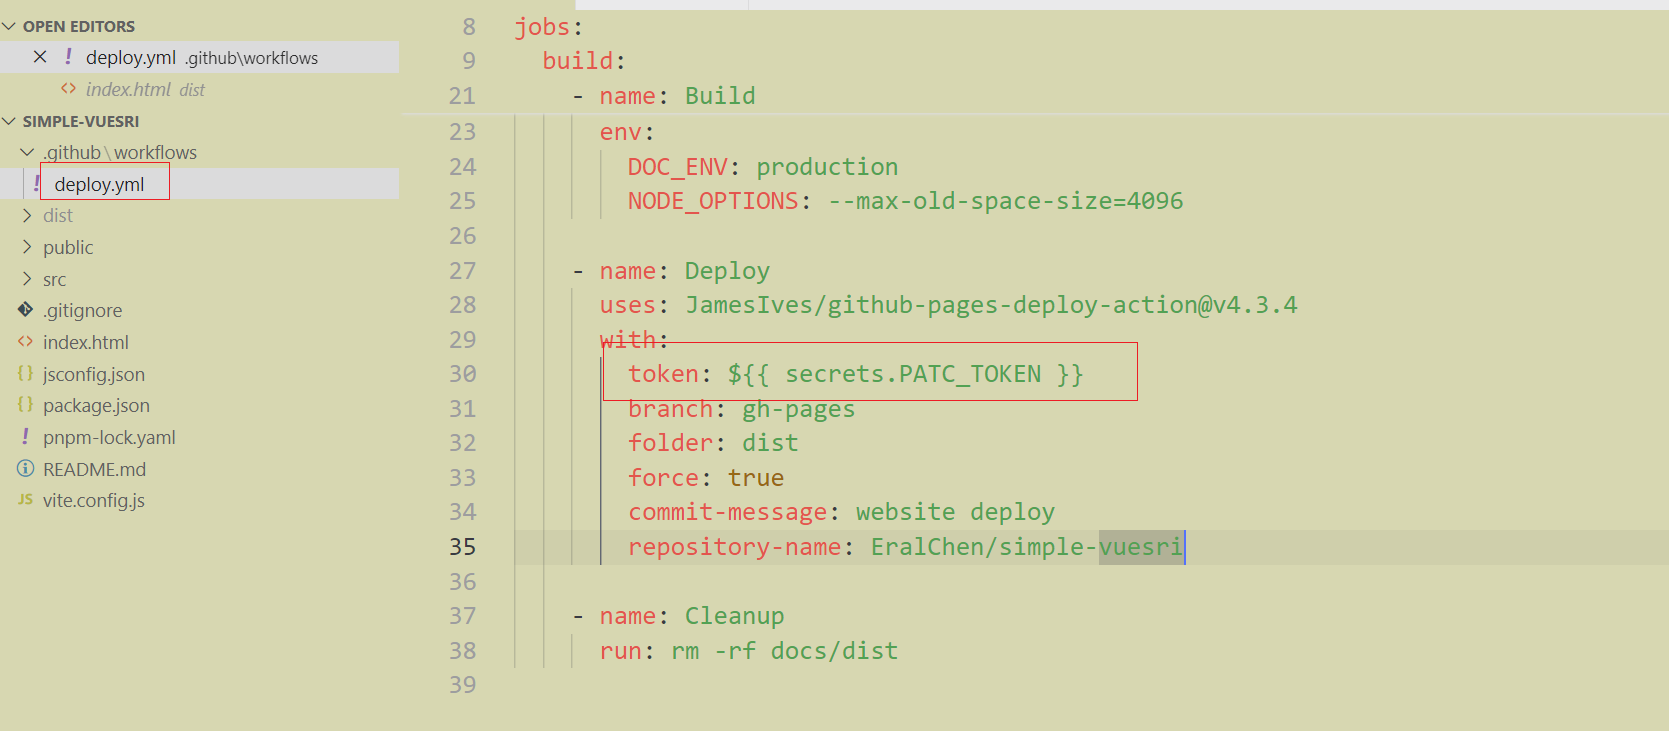 OPEN EDITORS
! deploy.yml .github\workflows
<> index.html dist
SIMPLE-VUESRI
.github\workflows
! deploy.yml
dist
public
src
.gitignore
<> index.html
{} jsconfig.json
{} package.json
! pnpm-lock.yaml
README.md
JS vite.config.js
8 jobs:
9 build:
21 - name: Build
23 env:
24 DOC_ENV: production
25 NODE_OPTIONS: --max-old-space-size=4096
26
27 - name: Deploy
28 uses: JamesIves/github-pages-deploy-action@v4.3.4
29 with:
30 token: ${{ secrets.PATC_TOKEN }}
31 branch: gh-pages
32 folder: dist
33 force: true
34 commit-message: website deploy
35 repository-name: EralChen/simple-vuesri
36
37 - name: Cleanup
38 run: rm -rf docs/dist
39